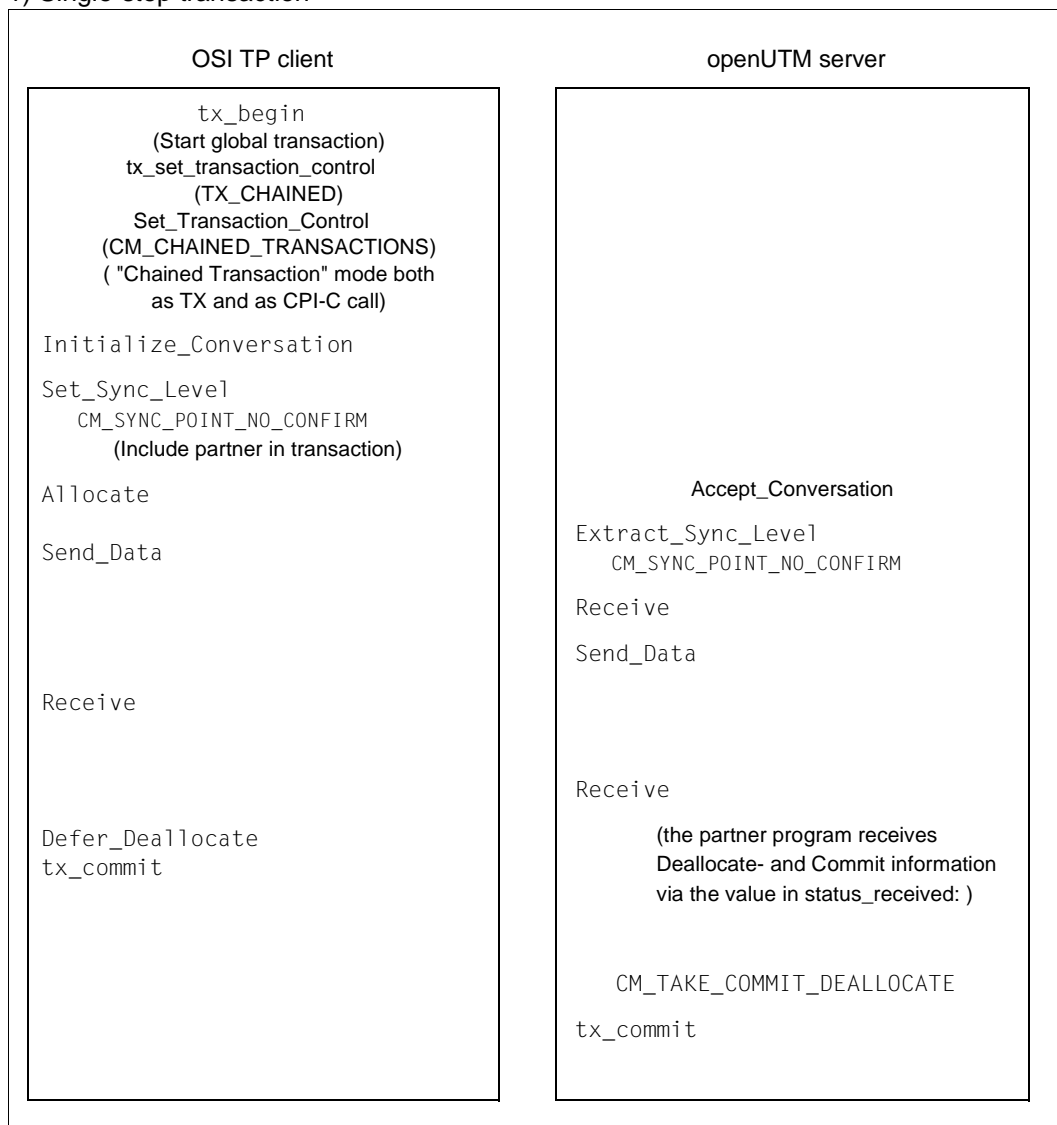 1) Single-step transaction
OSI TP client
tx_begin
(Start global transaction)
tx_set_transaction_control
(TX_CHAINED)
Set_Transaction_Control
(CM_CHAINED_TRANSACTIONS)
( "Chained Transaction" mode both
as TX and as CPI-C call)
Initialize_Conversation
Set_Sync_Level
CM_SYNC_POINT_NO_CONFIRM
(Include partner in transaction)
Allocate
Send_Data
Receive
Defer_Deallocate
tx_commit
openUTM server
Accept_Conversation
Extract_Sync_Level
CM_SYNC_POINT_NO_CONFIRM
Receive
Send_Data
Receive
(the partner program receives
Deallocate- and Commit information
via the value in status_received: )
CM_TAKE_COMMIT_DEALLOCATE
tx_commit